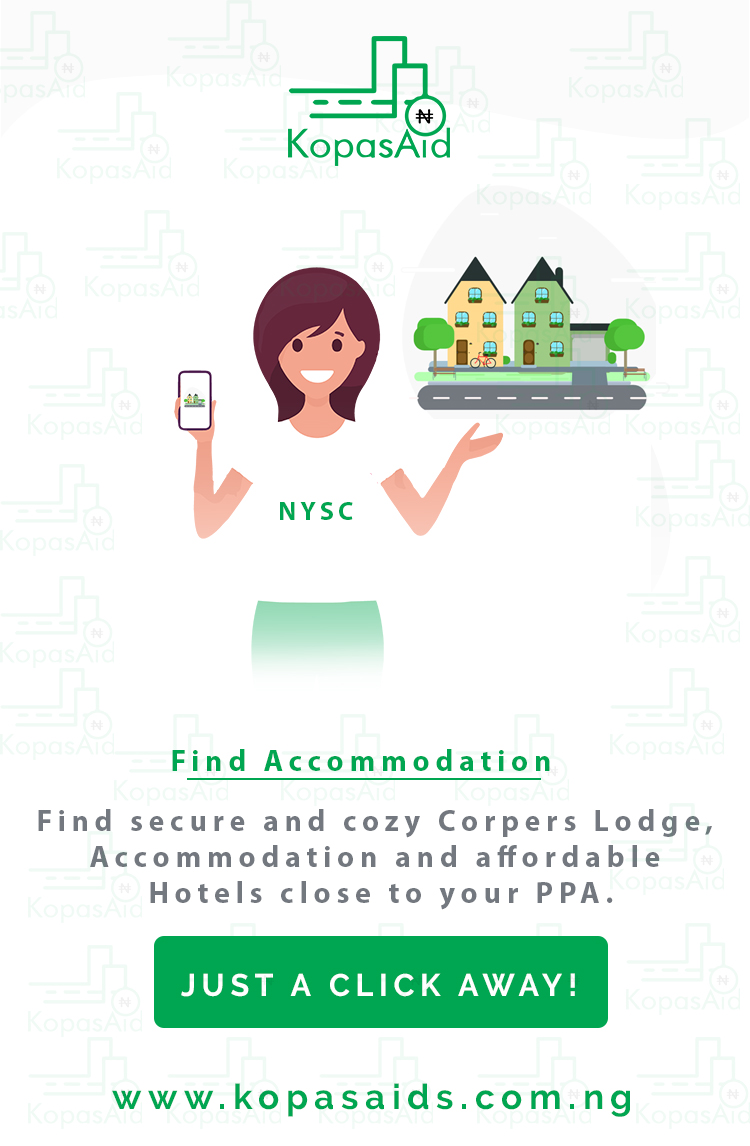 ₦
KopasAid
NYSC
Find Accommodation
Find secure and cozy Corpers Lodge,
Accommodation and affordable
Hotels close to your PPA.
JUST A CLICK AWAY!
www.kopasaids.com.ng